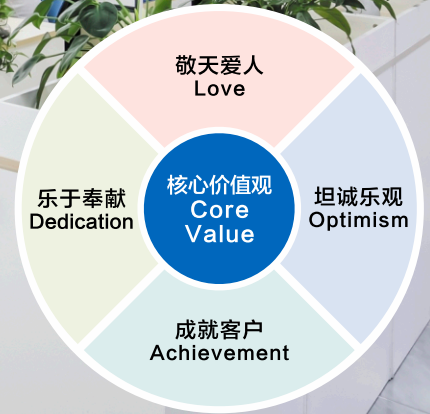 敬天爱人
Love
乐于奉献
Dedication
核心价值观
Core
Value
坦诚乐观
Optimism
成就客户
Achievement